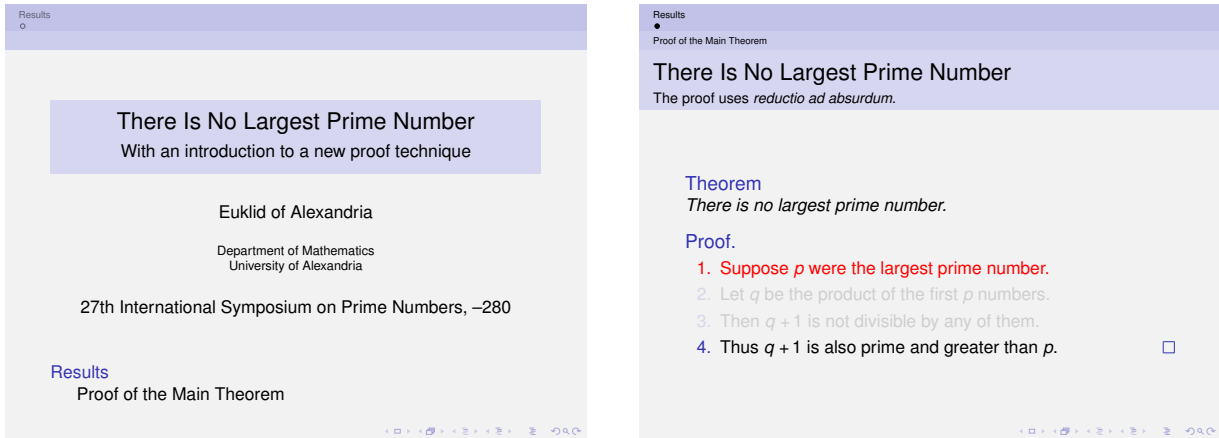 Results
There Is No Largest Prime Number
With an introduction to a new proof technique
Euklid of Alexandria
Department of Mathematics
University of Alexandria
27th International Symposium on Prime Numbers, –280
Results
Proof of the Main Theorem
Results
Proof of the Main Theorem
There Is No Largest Prime Number
The proof uses reductio ad absurdum.
Theorem
There is no largest prime number.
Proof.
1. Suppose p were the largest prime number.
2. Let q be the product of the first p numbers.
3. Then q + 1 is not divisible by any of them.
4. Thus q + 1 is also prime and greater than p.